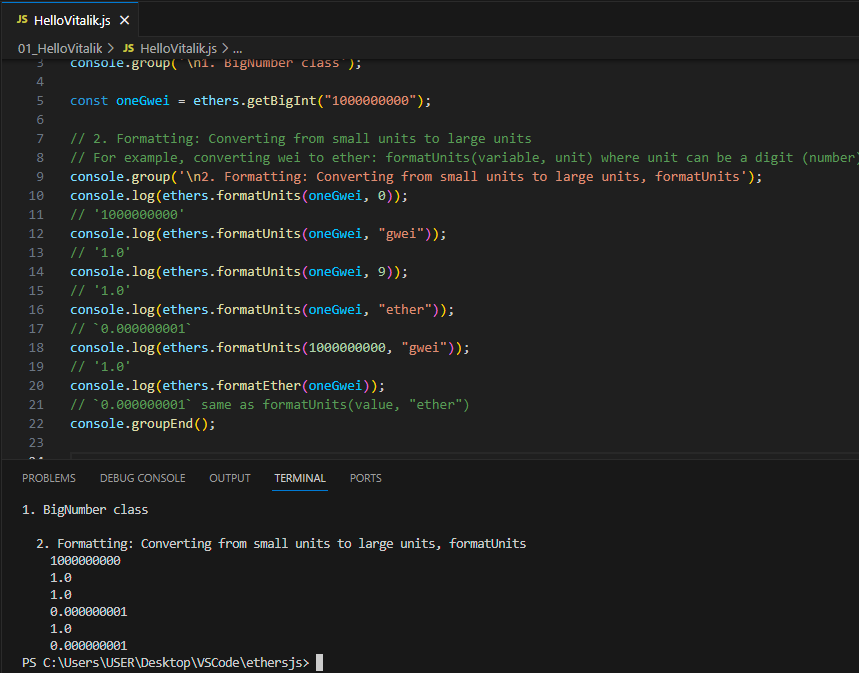 JS HelloVitalik.js ×
01_HelloVitalik > JS HelloVitalik.js > ...
3 console.group('\n1. BigNumber class');
4
5 const oneGwei = ethers.getBigInt("1000000000");
6
7 // 2. Formatting: Converting from small units to large units
8 // For example, converting wei to ether: formatUnits(variable, unit) where unit can be a digit (number)
9 console.group('\n2. Formatting: Converting from small units to large units, formatUnits');
10 console.log(ethers.formatUnits(oneGwei, 0));
11 // '1000000000'
12 console.log(ethers.formatUnits(oneGwei, "gwei"));
13 // '1.0'
14 console.log(ethers.formatUnits(oneGwei, 9));
15 // '1.0'
16 console.log(ethers.formatUnits(oneGwei, "ether"));
17 // `0.000000001`
18 console.log(ethers.formatUnits(1000000000, "gwei"));
19 // '1.0'
20 console.log(ethers.formatEther(oneGwei));
21 // `0.000000001` same as formatUnits(value, "ether")
22 console.groupEnd();
23
24
PROBLEMS DEBUG CONSOLE OUTPUT TERMINAL PORTS
1. BigNumber class
2. Formatting: Converting from small units to large units, formatUnits
1000000000
1.0
1.0
0.000000001
1.0
0.000000001
PS C:\Users\USER\Desktop\VSCode\ethersjs>